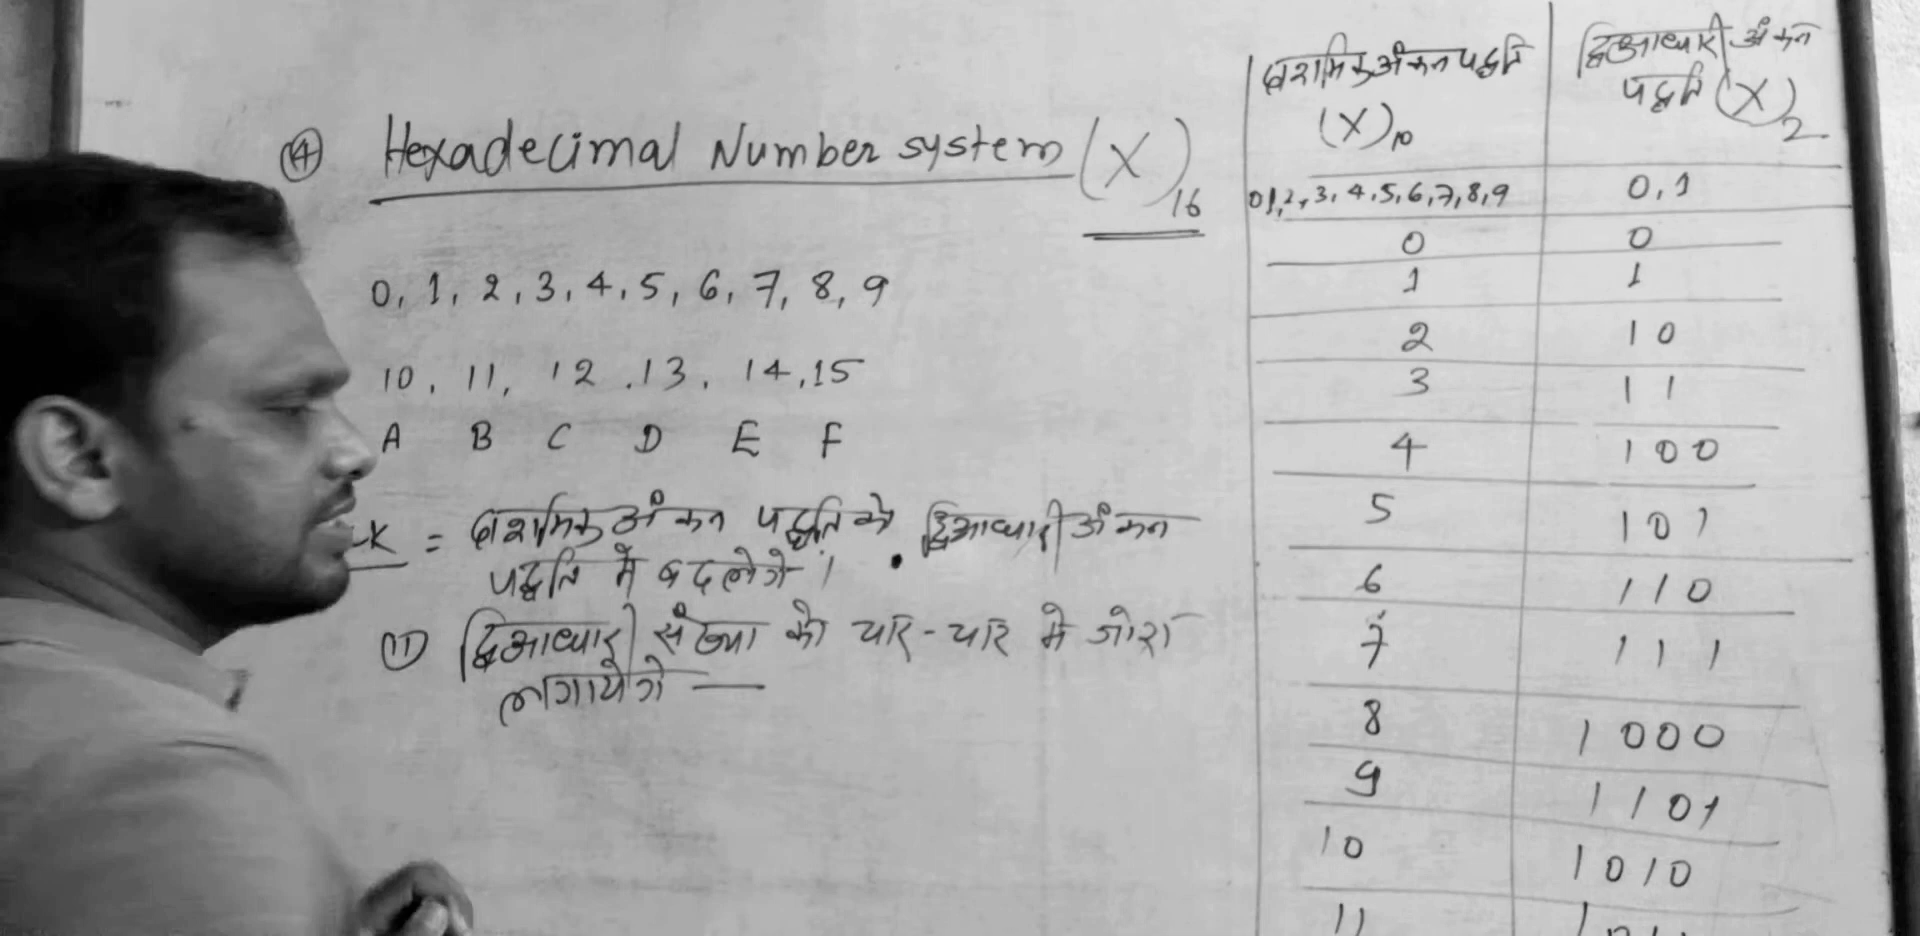 ④ Hexadecimal Number system (X)16
0, 1, 2, 3, 4, 5, 6, 7, 8, 9
10, 11, 12, 13, 14, 15
A B C D E F
= दाशमिक अंकन पद्धति को द्विआधारी अंकन
पद्धति में बदलेगे।
(11) द्विआधारी संख्या को चार-चार में जोरा
लगायेगे —
दाशमिक अंकन पद्धति द्विआधारी अंकन
(X)10 पद्धति (X)2
0,1,2,3,4,5,6,7,8,9 0,1
0 0
1 1
2 10
3 11
4 100
5 101
6 110
7 111
8 1000
9 1101
10 1010
11